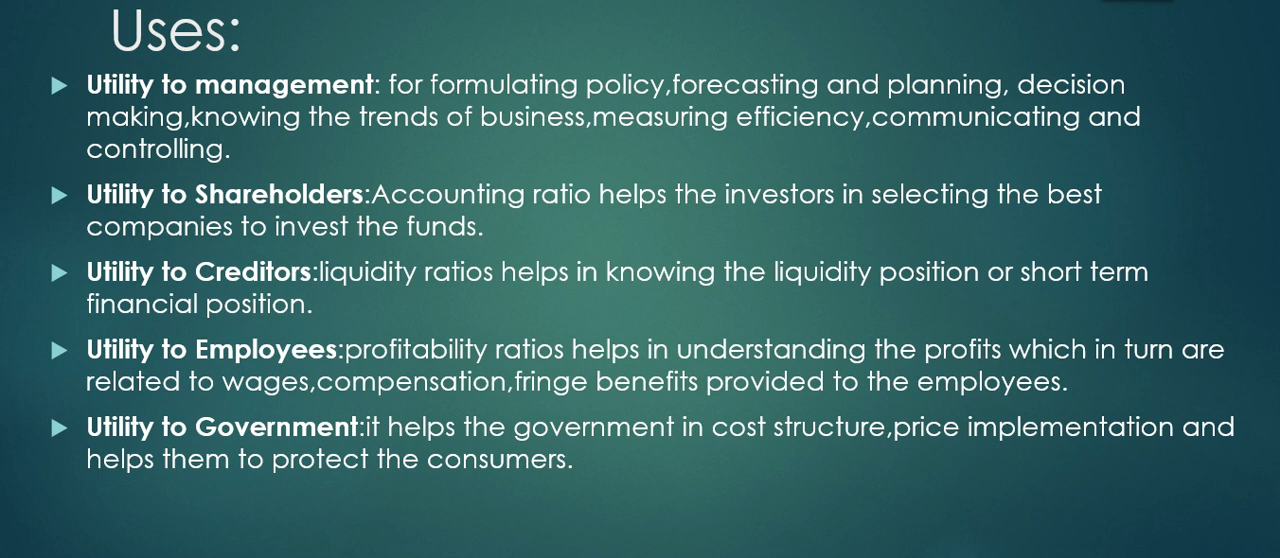 Uses:
Utility to management: for formulating policy,forecasting and planning, decision
making,knowing the trends of business,measuring efficiency,communicating and
controlling.
Utility to Shareholders:Accounting ratio helps the investors in selecting the best
companies to invest the funds.
Utility to Creditors:liquidity ratios helps in knowing the liquidity position or short term
financial position.
Utility to Employees:profitability ratios helps in understanding the profits which in turn are
related to wages,compensation,fringe benefits provided to the employees.
Utility to Government:it helps the government in cost structure,price implementation and
helps them to protect the consumers.